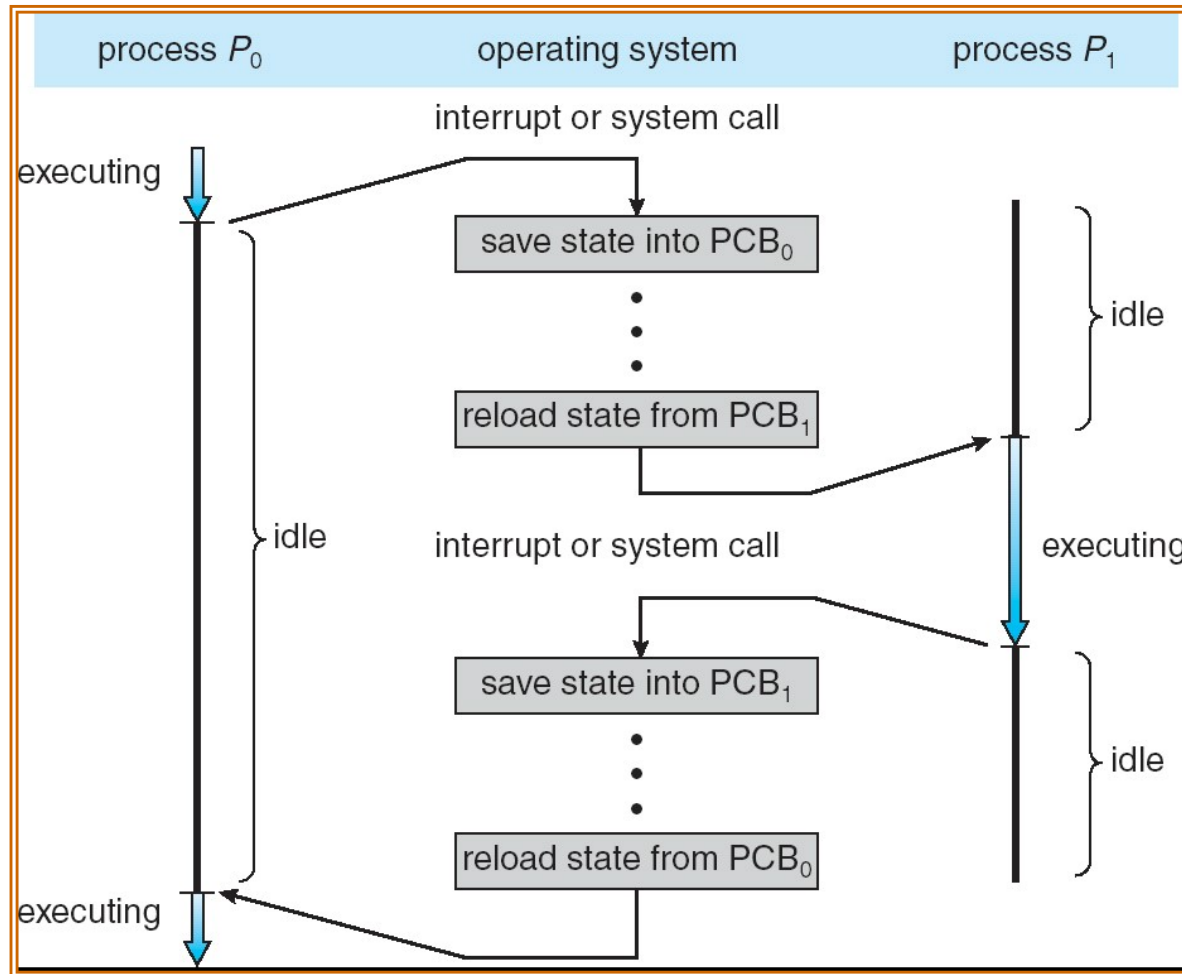 process P0
operating system
process P1
interrupt or system call
executing
save state into PCB0
idle
reload state from PCB1
idle
interrupt or system call
executing
save state into PCB1
idle
reload state from PCB0
executing